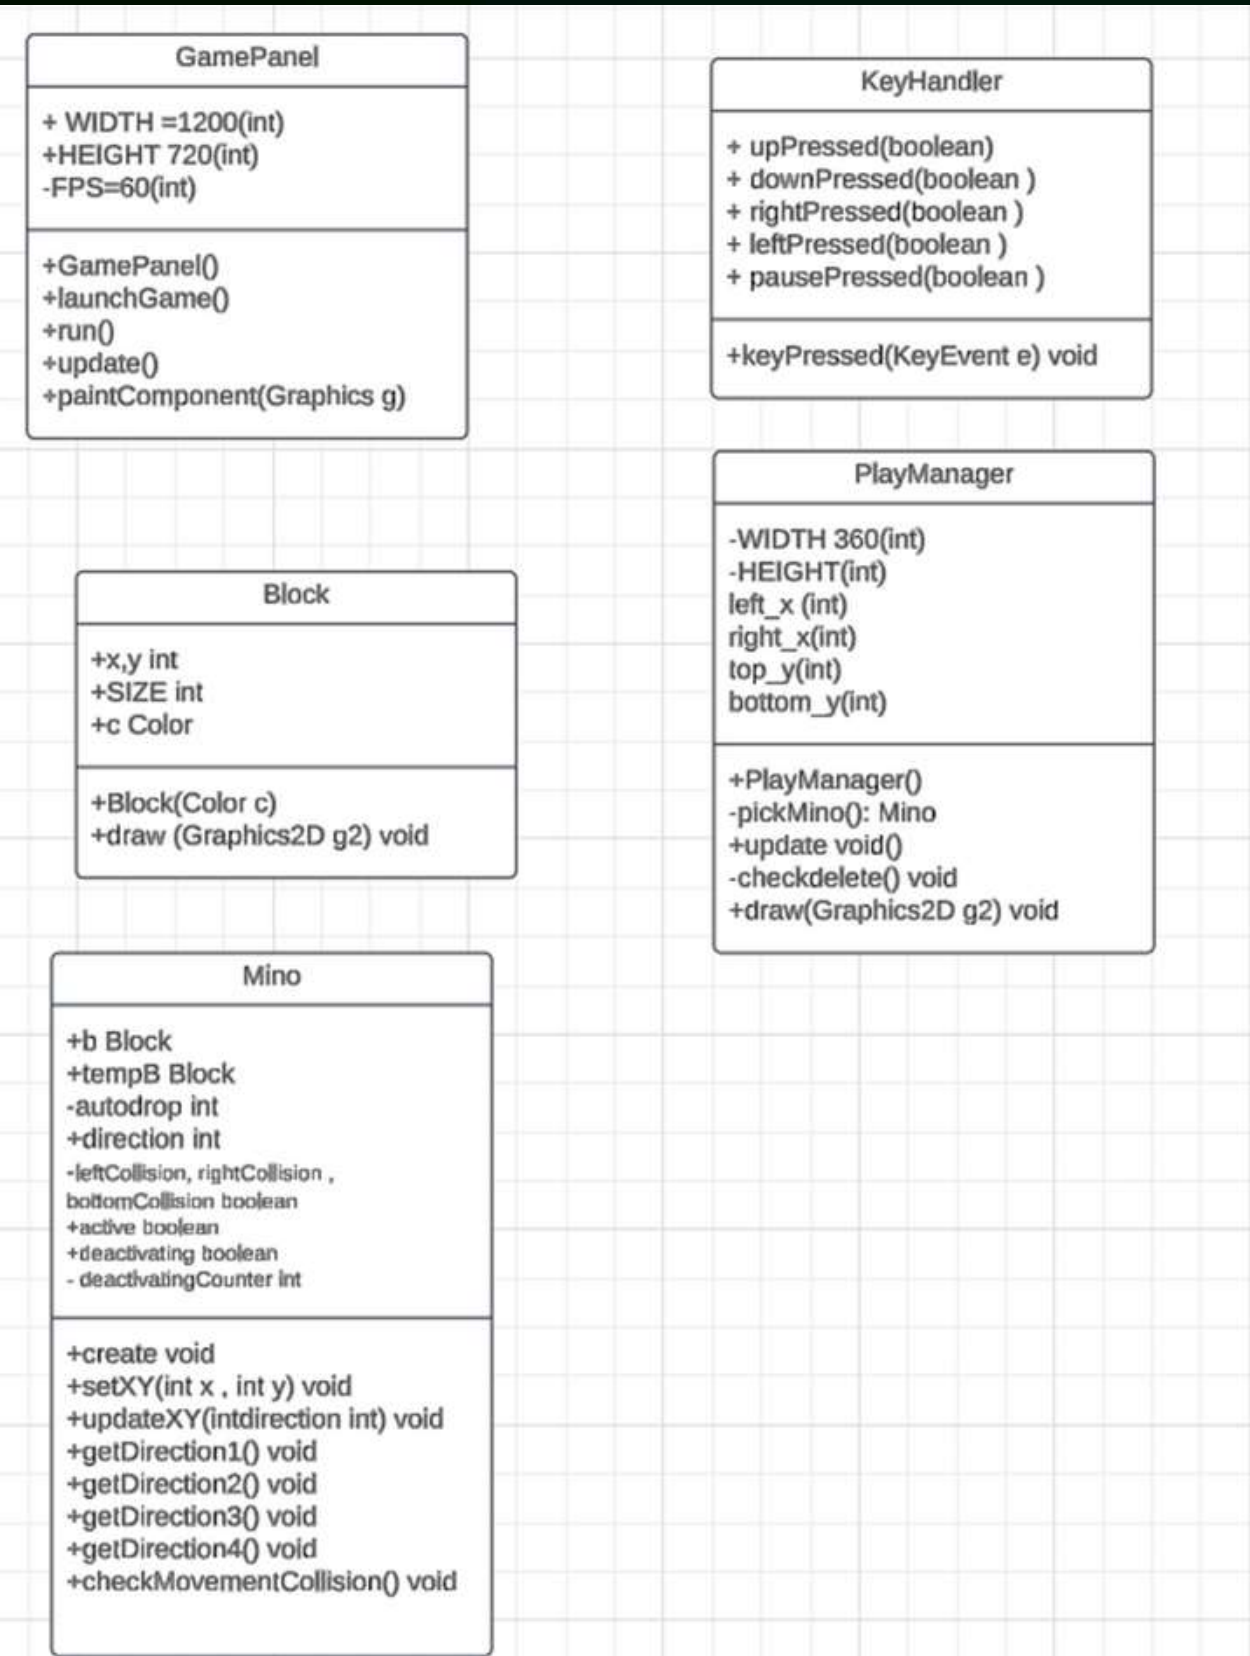 GamePanel
+ WIDTH =1200(int)
+HEIGHT 720(int)
-FPS=60(int)
+GamePanel()
+launchGame()
+run()
+update()
+paintComponent(Graphics g)
KeyHandler
+ upPressed(boolean)
+ downPressed(boolean )
+ rightPressed(boolean )
+ leftPressed(boolean )
+ pausePressed(boolean )
+keyPressed(KeyEvent e) void
Block
+x,y int
+SIZE int
+c Color
+Block(Color c)
+draw (Graphics2D g2) void
PlayManager
-WIDTH 360(int)
-HEIGHT(int)
left_x (int)
right_x(int)
top_y(int)
bottom_y(int)
+PlayManager()
-pickMino(): Mino
+update void()
-checkdelete() void
+draw(Graphics2D g2) void
Mino
+b Block
+tempB Block
-autodrop int
+direction int
-leftCollision, rightCollision ,
bottomCollision boolean
+active boolean
+deactivating boolean
- deactivatingCounter int
+create void
+setXY(int x , int y) void
+updateXY(intdirection int) void
+getDirection1() void
+getDirection2() void
+getDirection3() void
+getDirection4() void
+checkMovementCollision() void